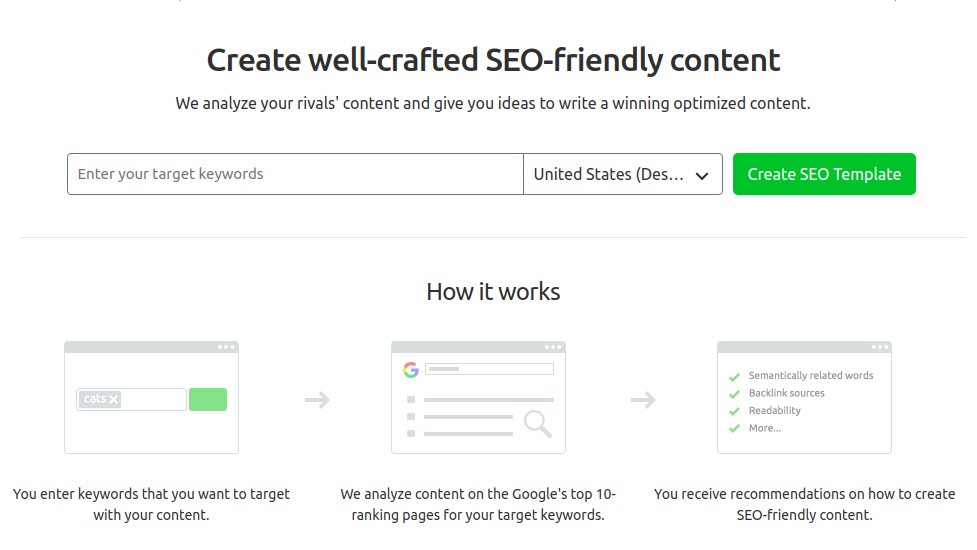 Create well-crafted SEO-friendly content
We analyze your rivals' content and give you ideas to write a winning optimized content.
Enter your target keywords
United States (Des...
Create SEO Template
How it works
cats
Semantically related words
Backlink sources
Readability
More...
You enter keywords that you want to target
with your content.
We analyze content on the Google's top 10-
ranking pages for your target keywords.
You receive recommendations on how to create
SEO-friendly content.